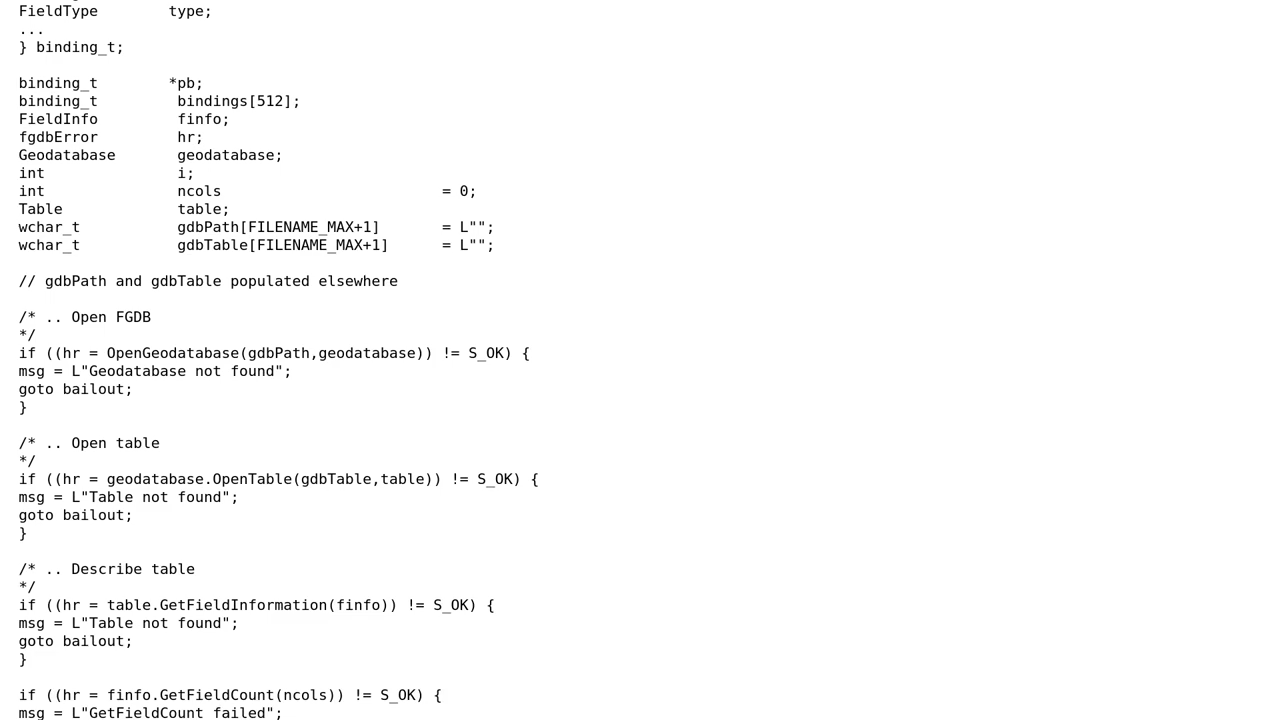 FieldType        type;
...
} binding_t;
binding_t        *pb;
binding_t         bindings[512];
FieldInfo         finfo;
fgdbError         hr;
Geodatabase       geodatabase;
int               i;
int               ncols                         = 0;
Table             table;
wchar_t           gdbPath[FILENAME_MAX+1]       = L"";
wchar_t           gdbTable[FILENAME_MAX+1]      = L"";
// gdbPath and gdbTable populated elsewhere
/* .. Open FGDB
*/
if ((hr = OpenGeodatabase(gdbPath,geodatabase)) != S_OK) {
msg = L"Geodatabase not found";
goto bailout;
}
/* .. Open table
*/
if ((hr = geodatabase.OpenTable(gdbTable,table)) != S_OK) {
msg = L"Table not found";
goto bailout;
}
/* .. Describe table
*/
if ((hr = table.GetFieldInformation(finfo)) != S_OK) {
msg = L"Table not found";
goto bailout;
}
if ((hr = finfo.GetFieldCount(ncols)) != S_OK) {
msg = L"GetFieldCount failed";